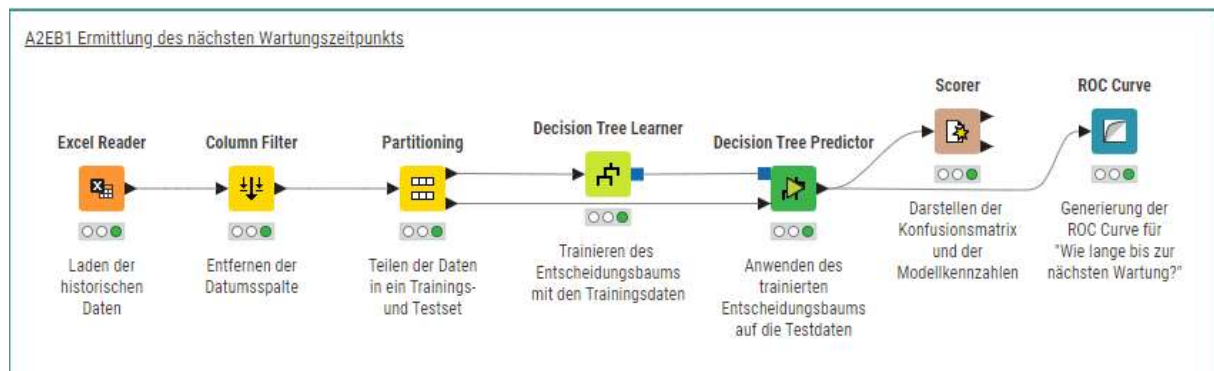 A2EB1 Ermittlung des nächsten Wartungszeitpunkts
Excel Reader
Laden der
historischen
Daten
Column Filter
Entfernen der
Datumsspalte
Partitioning
Teilen der Daten
in ein Trainings-
und Testset
Decision Tree Learner
Trainieren des
Entscheidungsbaums
mit den Trainingsdaten
Decision Tree Predictor
Anwenden des
trainierten
Entscheidungsbaums
auf die Testdaten
Scorer
Darstellen der
Konfusionsmatrix
und der
Modellkennzahlen
ROC Curve
Generierung der
ROC Curve für
"Wie lange bis zur
nächsten Wartung?"